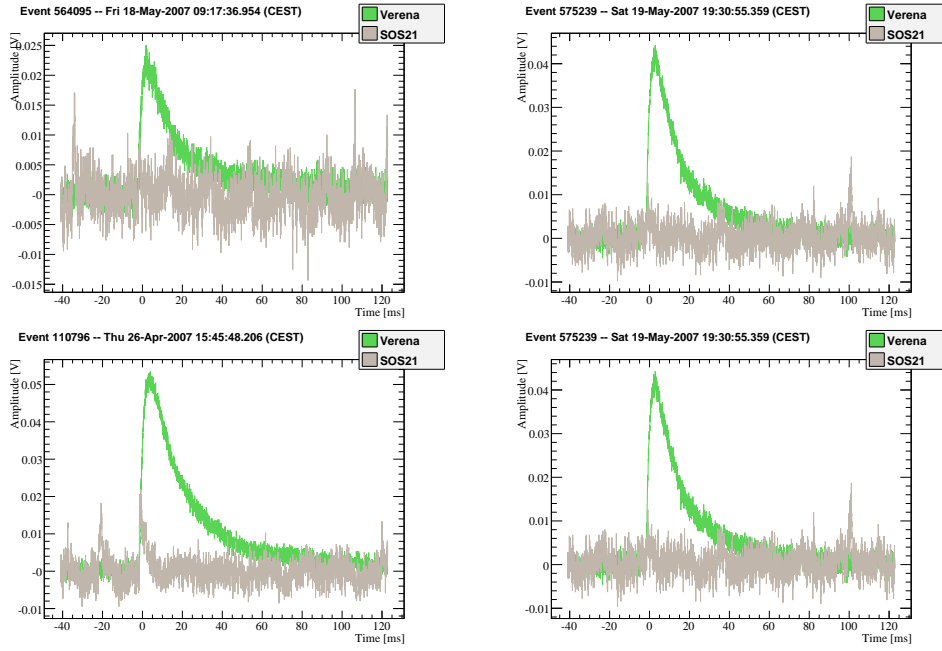 Event 564095 -- Fri 18-May-2007 09:17:36.954 (CEST)
Verena
SOS21
Amplitude [V]
0.025
0.02
0.015
0.01
0.005
-0
-0.005
-0.01
-0.015
-40 -20 0 20 40 60 80 100 120
Time [ms]
Event 575239 -- Sat 19-May-2007 19:30:55.359 (CEST)
Verena
SOS21
Amplitude [V]
0.04
0.03
0.02
0.01
0
-0.01
-40 -20 0 20 40 60 80 100 120
Time [ms]
Event 110796 -- Thu 26-Apr-2007 15:45:48.206 (CEST)
Verena
SOS21
Amplitude [V]
0.05
0.04
0.03
0.02
0.01
-0
-0.01
-40 -20 0 20 40 60 80 100 120
Time [ms]
Event 575239 -- Sat 19-May-2007 19:30:55.359 (CEST)
Verena
SOS21
Amplitude [V]
0.04
0.03
0.02
0.01
0
-0.01
-40 -20 0 20 40 60 80 100 120
Time [ms]